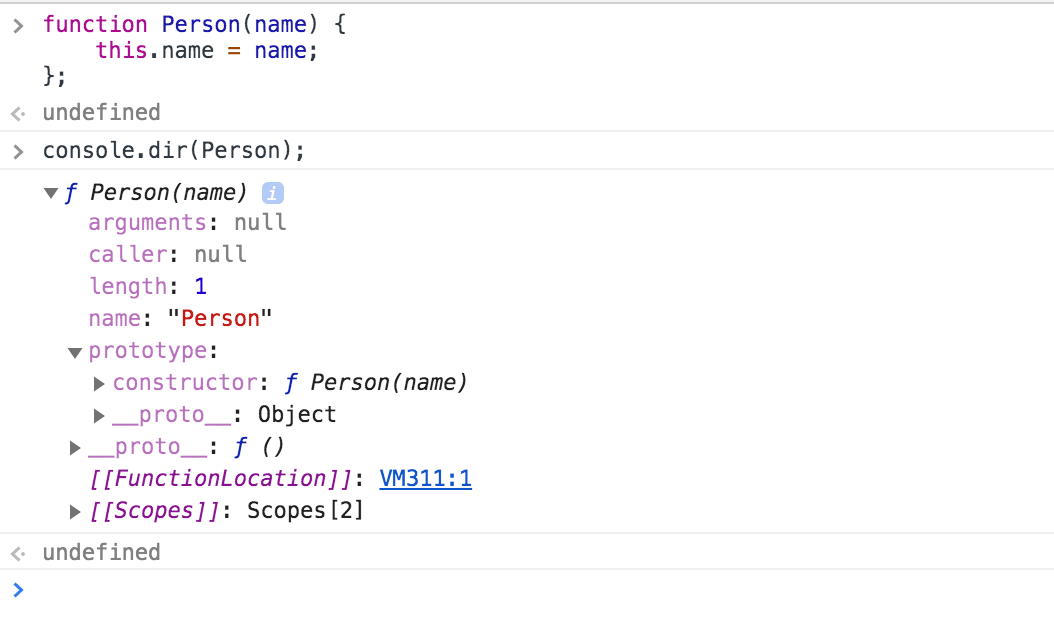 > function Person(name) {
    this.name = name;
};
undefined
> console.dir(Person);
▼ƒ Person(name) i
arguments: null
caller: null
length: 1
name: "Person"
▼prototype:
▶constructor: ƒ Person(name)
▶__proto__: Object
▶__proto__: ƒ ()
[[FunctionLocation]]: VM311:1
▶[[Scopes]]: Scopes[2]
undefined
>